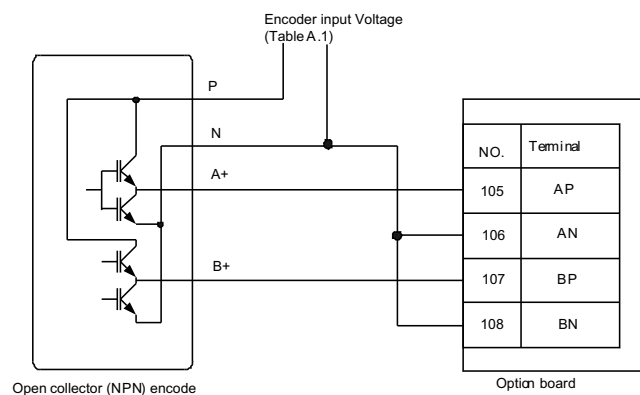 Encoder input Voltage
(Table A.1)
P
N
A+
B+
NO. Terminal
105 AP
106 AN
107 BP
108 BN
Open collector (NPN) encode
Option board